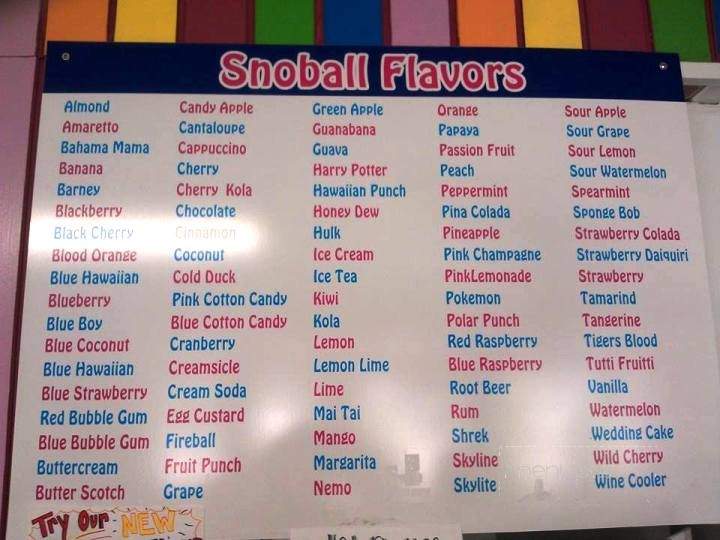 Snoball Flavors
Almond
Amaretto
Bahama Mama
Banana
Barney
Blackberry
Black Cherry
Blood Orange
Blue Hawaiian
Blueberry
Blue Boy
Blue Coconut
Blue Hawaiian
Blue Strawberry
Red Bubble Gum
Blue Bubble Gum
Buttercream
Butter Scotch
Candy Apple
Cantaloupe
Cappuccino
Cherry
Cherry Kola
Chocolate
Cinnamon
Coconut
Cold Duck
Pink Cotton Candy
Blue Cotton Candy
Cranberry
Creamsicle
Cream Soda
Egg Custard
Fireball
Fruit Punch
Grape
Green Apple
Guanabana
Guava
Harry Potter
Hawaiian Punch
Honey Dew
Hulk
Ice Cream
Ice Tea
Kiwi
Kola
Lemon
Lemon Lime
Lime
Mai Tai
Mango
Margarita
Nemo
Orange
Papaya
Passion Fruit
Peach
Peppermint
Pina Colada
Pineapple
Pink Champagne
PinkLemonade
Pokemon
Polar Punch
Red Raspberry
Blue Raspberry
Root Beer
Rum
Shrek
Skyline
Skylite
Sour Apple
Sour Grape
Sour Lemon
Sour Watermelon
Spearmint
Sponge Bob
Strawberry Colada
Strawberry Daiquiri
Strawberry
Tamarind
Tangerine
Tigers Blood
Tutti Fruitti
Vanilla
Watermelon
Wedding Cake
Wild Cherry
Wine Cooler
Try Our NEW